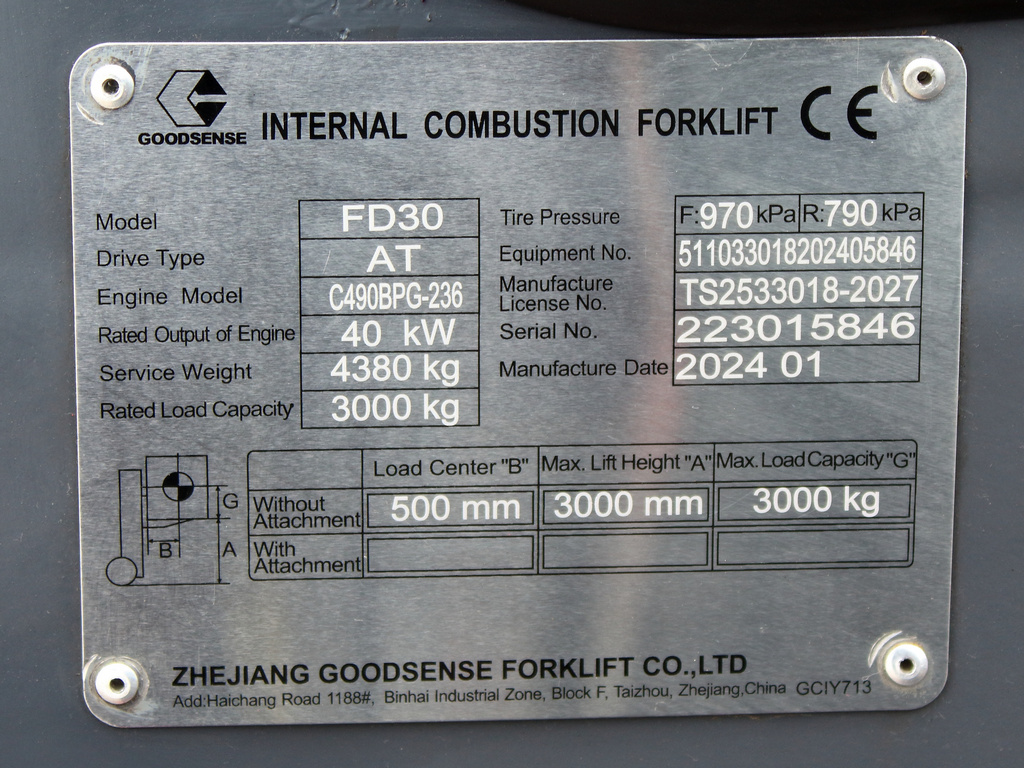 GOODSENSE INTERNAL COMBUSTION FORKLIFT CE
Model FD30 Tire Pressure F:970 kPa R:790 kPa
Drive Type AT Equipment No. 511033018202405846
Engine Model C490BPG-236 Manufacture License No. TS2533018-2027
Rated Output of Engine 40 kW Serial No. 223015846
Service Weight 4380 kg Manufacture Date 2024 01
Rated Load Capacity 3000 kg
Load Center "B" Max. Lift Height "A" Max. Load Capacity "G"
G Without Attachment 500 mm 3000 mm 3000 kg
B A With Attachment
ZHEJIANG GOODSENSE FORKLIFT CO.,LTD
Add:Haichang Road 1188#, Binhai Industrial Zone, Block F, Taizhou, Zhejiang,China GCIY713